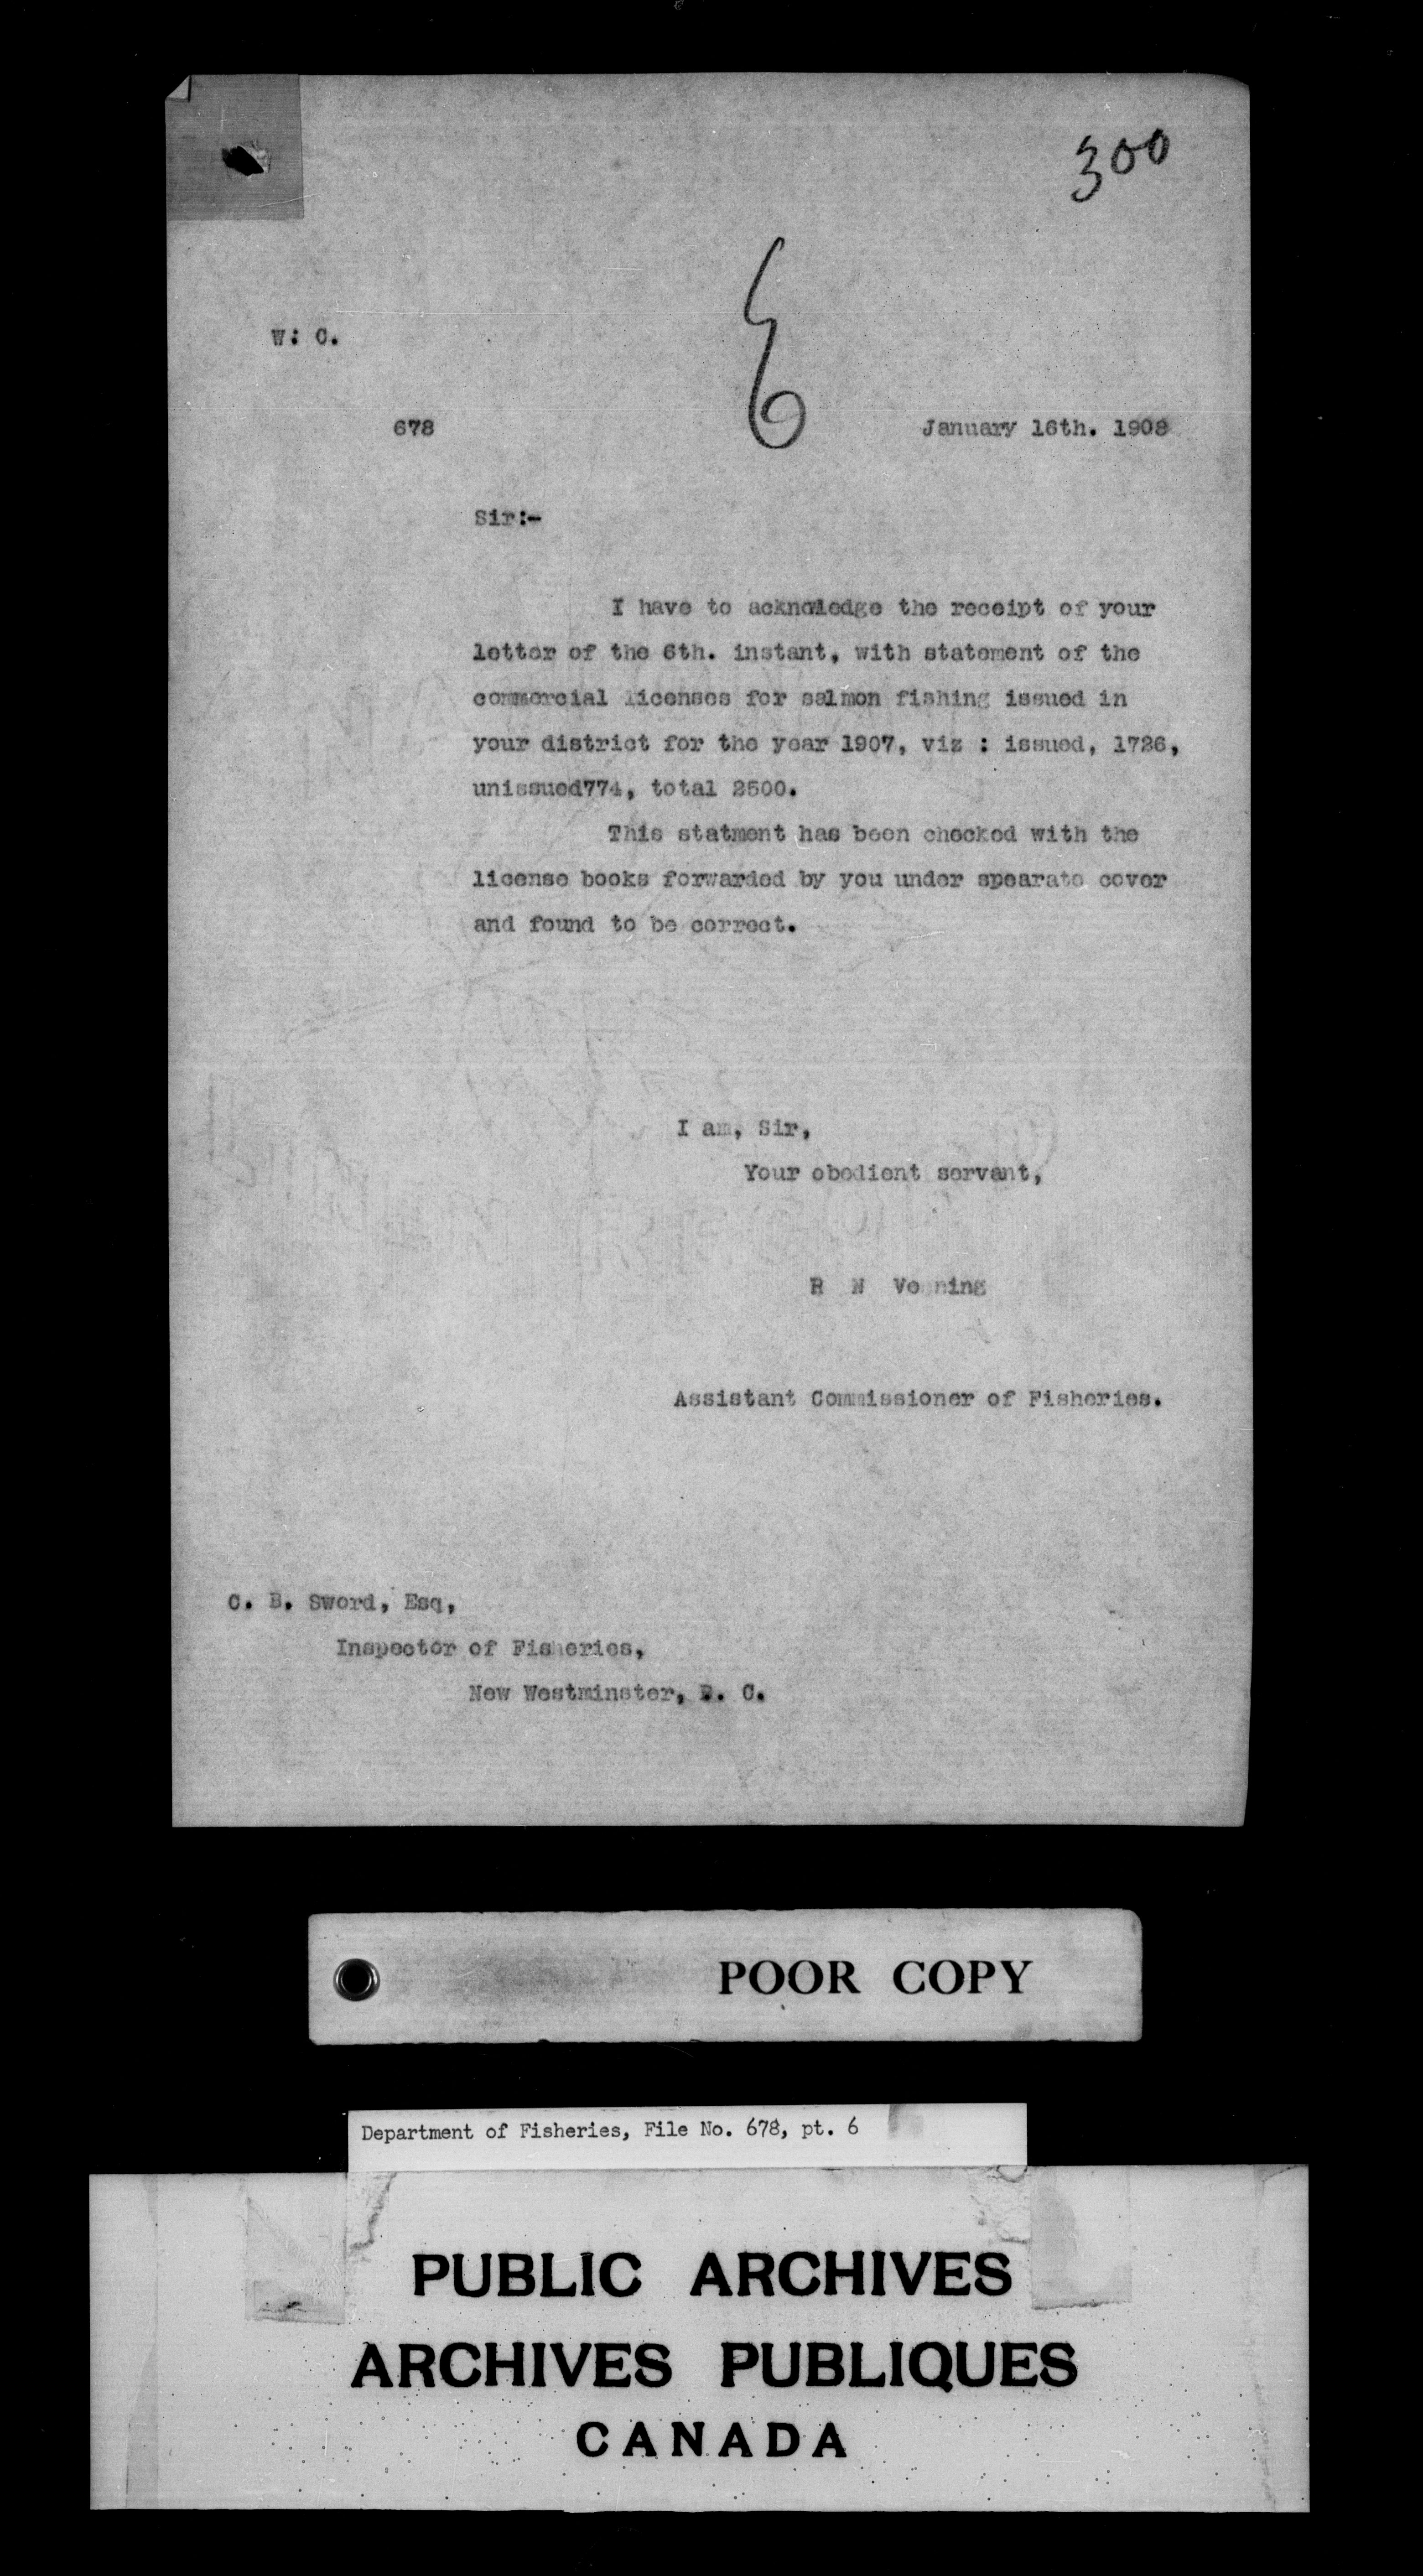 300
W: C.
678
January 16th. 1908
Sir:-
I have to acknowledge the receipt of your
letter of the 6th. instant, with statement of the
commercial licenses for salmon fishing issued in
your district for the year 1907, viz : issued, 1726,
unissued774, total 2500.
This statment has been checked with the
license books forwarded by you under spearate cover
and found to be correct.
I am, Sir,
Your obedient servant,
R N Venning
Assistant Commissioner of Fisheries.
C. B. Sword, Esq,
Inspector of Fisheries,
New Westminster, B. C.
POOR COPY
Department of Fisheries, File No. 678, pt. 6
PUBLIC ARCHIVES
ARCHIVES PUBLIQUES
CANADA